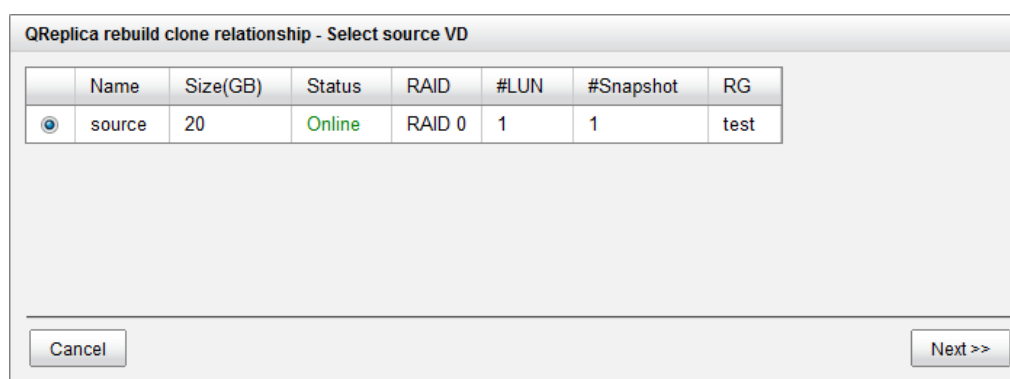 QReplica rebuild clone relationship - Select source VD
Name Size(GB) Status RAID #LUN #Snapshot RG
source 20 Online RAID 0 1 1 test
Cancel Next >>